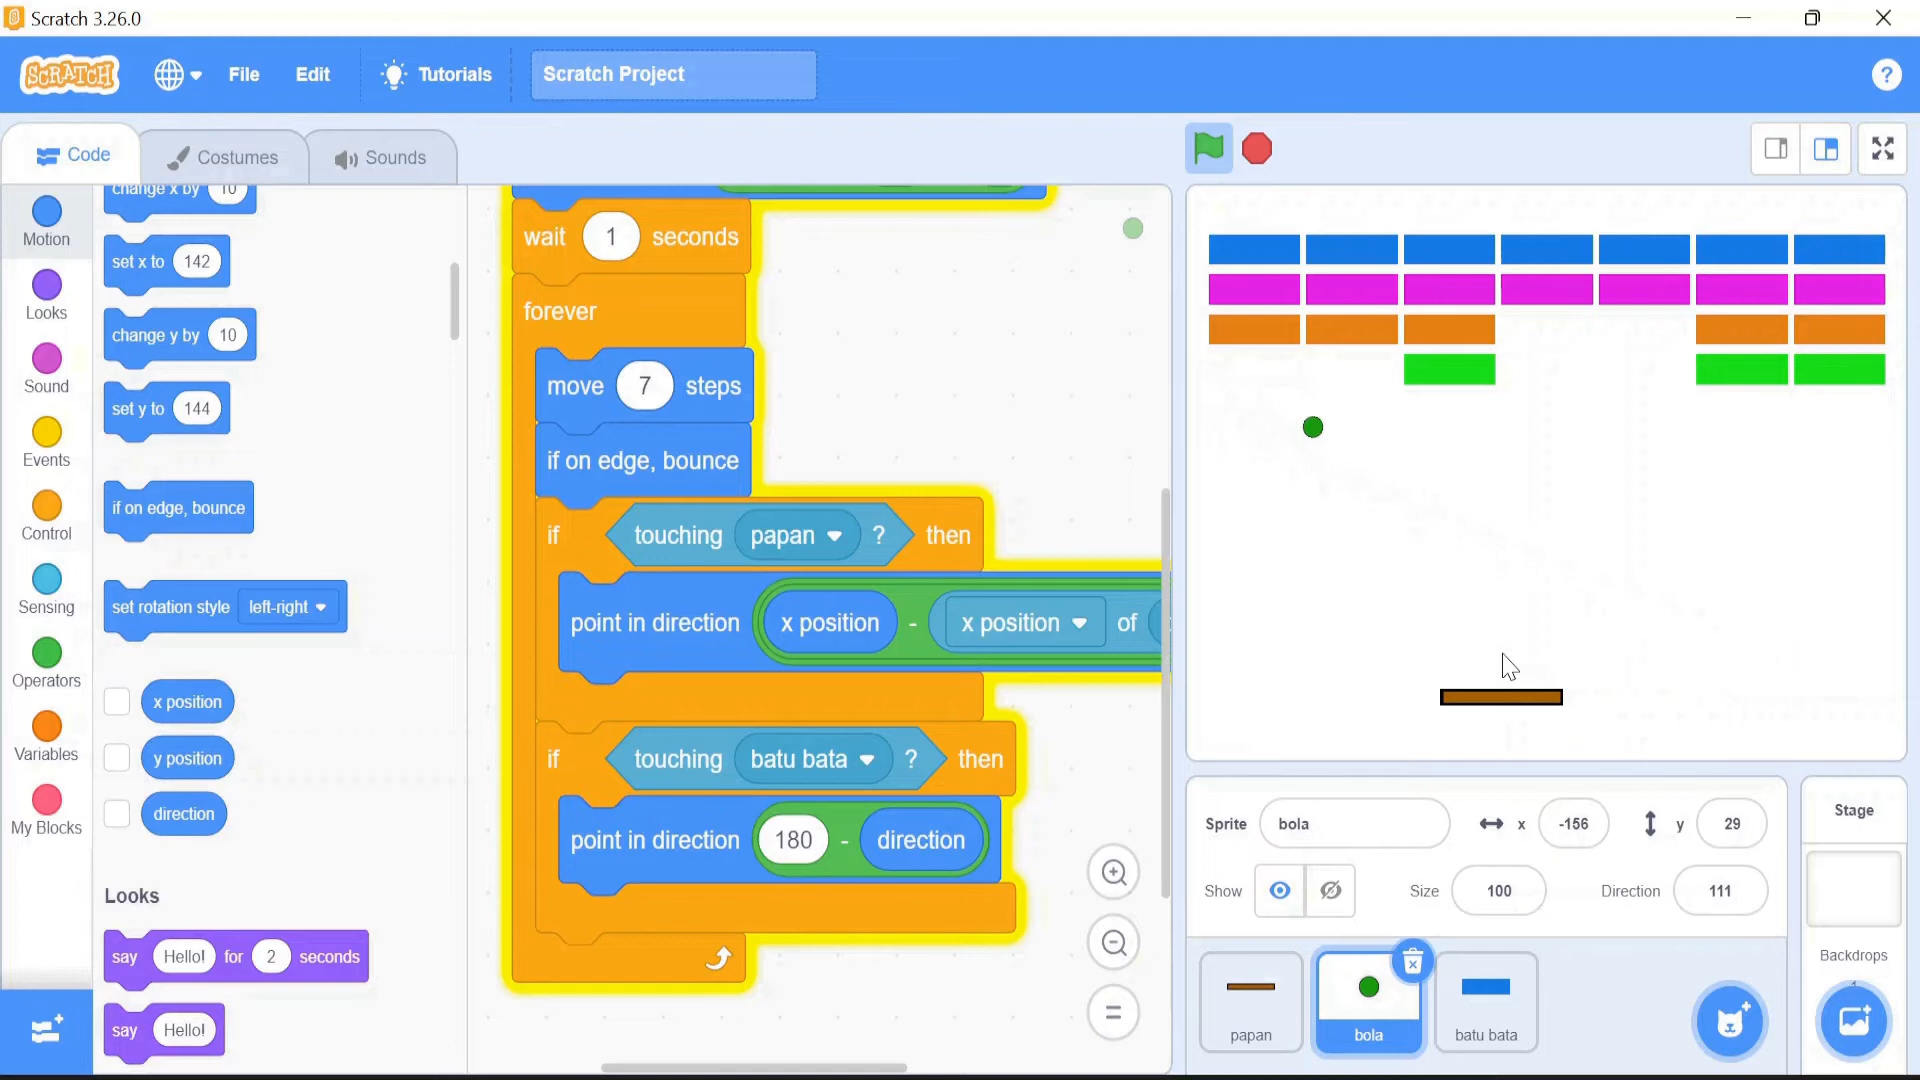 Scratch 3.26.0
SCRATCH
File
Edit
Tutorials
Scratch Project
?
Code
Costumes
Sounds
Motion
Looks
Sound
Events
Control
Sensing
Operators
Variables
My Blocks
change x by 10
set x to 142
change y by 10
set y to 144
if on edge, bounce
set rotation style left-right
x position
y position
direction
Looks
say Hello! for 2 seconds
say Hello!
wait 1 seconds
forever
move 7 steps
if on edge, bounce
if touching papan ? then
point in direction x position - x position of
if touching batu bata ? then
point in direction 180 - direction
Sprite bola x -156 y 29
Show Size 100 Direction 111
papan
bola
batu bata
Stage
Backdrops